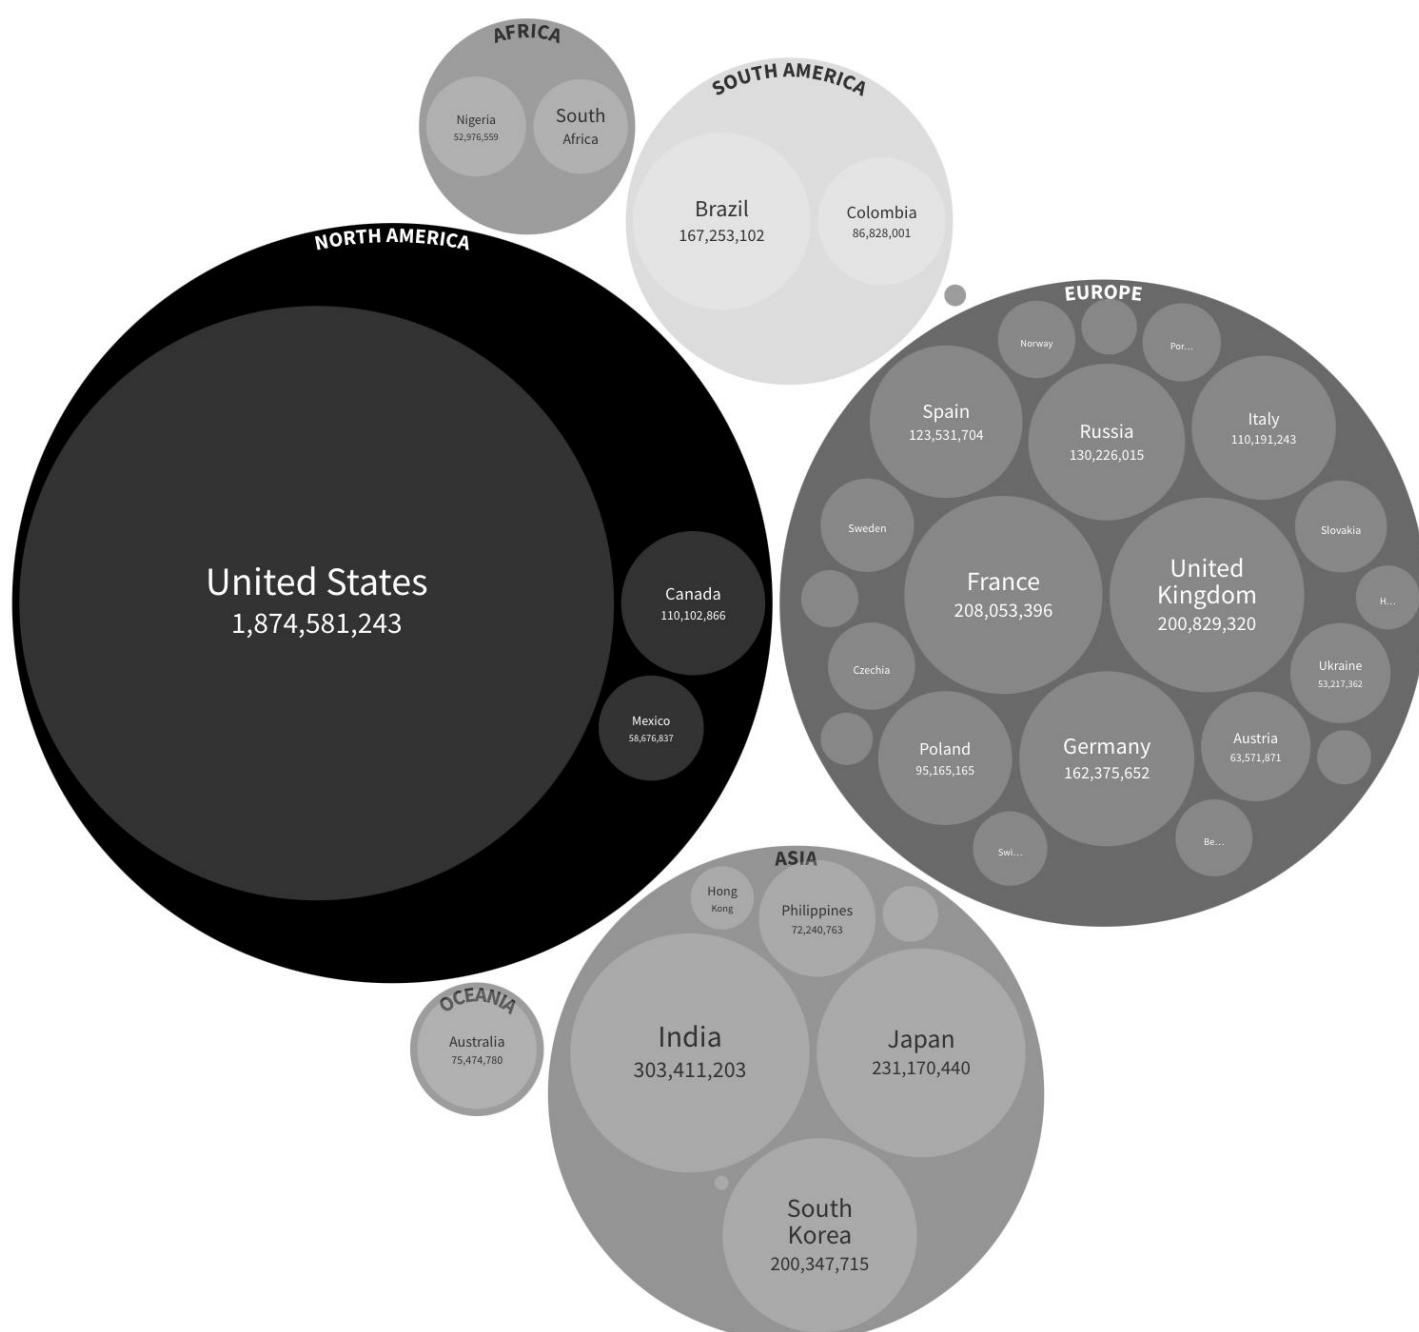 AFRICA
Nigeria
52,976,559
South
Africa
SOUTH AMERICA
Brazil
167,253,102
Colombia
86,828,001
NORTH AMERICA
United States
1,874,581,243
Canada
110,102,866
Mexico
58,676,837
EUROPE
Norway
Por...
Spain
123,531,704
Russia
130,226,015
Italy
110,191,243
Sweden
Slovakia
France
208,053,396
United
Kingdom
200,829,320
H...
Czechia
Ukraine
53,217,362
Poland
95,165,165
Germany
162,375,652
Austria
63,571,871
Swi...
Be...
ASIA
Hong
Kong
Philippines
72,240,763
India
303,411,203
Japan
231,170,440
South
Korea
200,347,715
OCEANIA
Australia
75,474,780